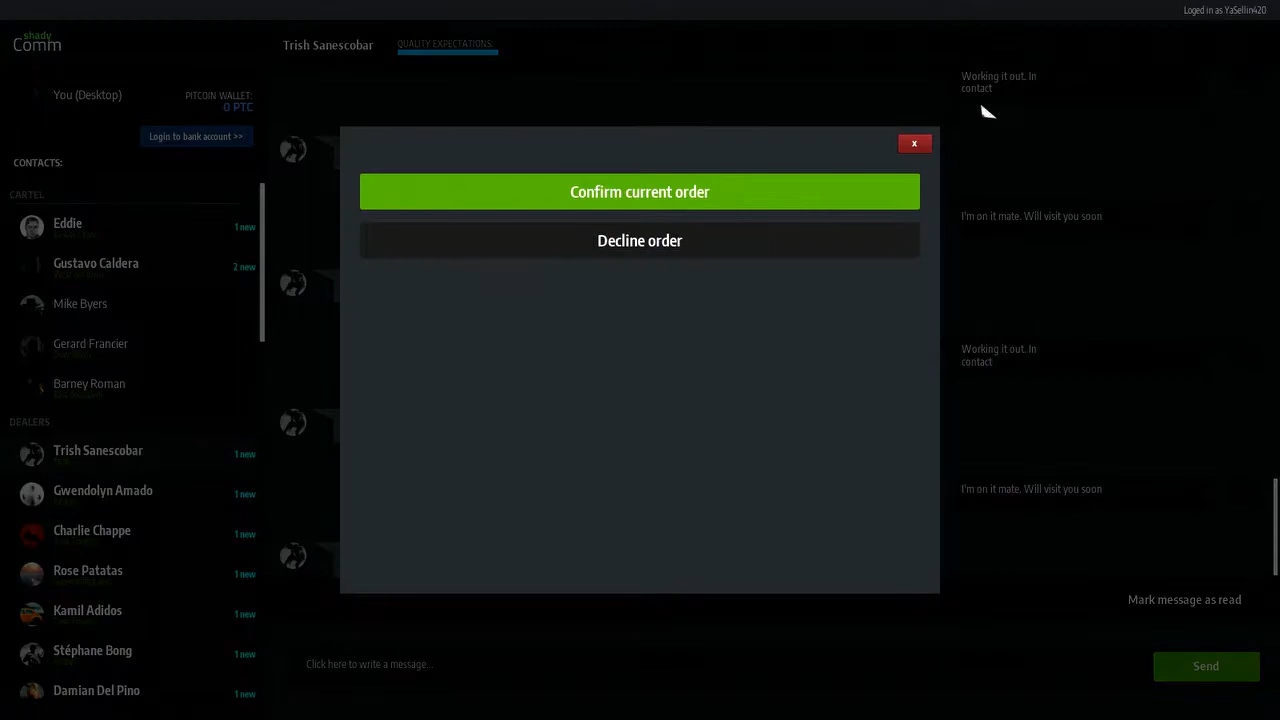 Loged in as YaSellin420
shady
Comm
Trish Sanescobar
QUALITY EXPECTATIONS:
You (Desktop)
PITCOIN WALLET:
0 PTC
Login to bank account >>
CONTACTS:
CARTEL
Eddie
1 new
Gustavo Caldera
2 new
Mike Byers
Gerard Francier
Barney Roman
DEALERS
Trish Sanescobar
1 new
Gwendolyn Amado
1 new
Charlie Chappe
1 new
Rose Patatas
1 new
Kamil Adidos
1 new
Stéphane Bong
1 new
Damian Del Pino
1 new
x
Confirm current order
Decline order
Working it out. In
contact
I'm on it mate. Will visit you soon
Working it out. In
contact
I'm on it mate. Will visit you soon
Mark message as read
Click here to write a message...
Send